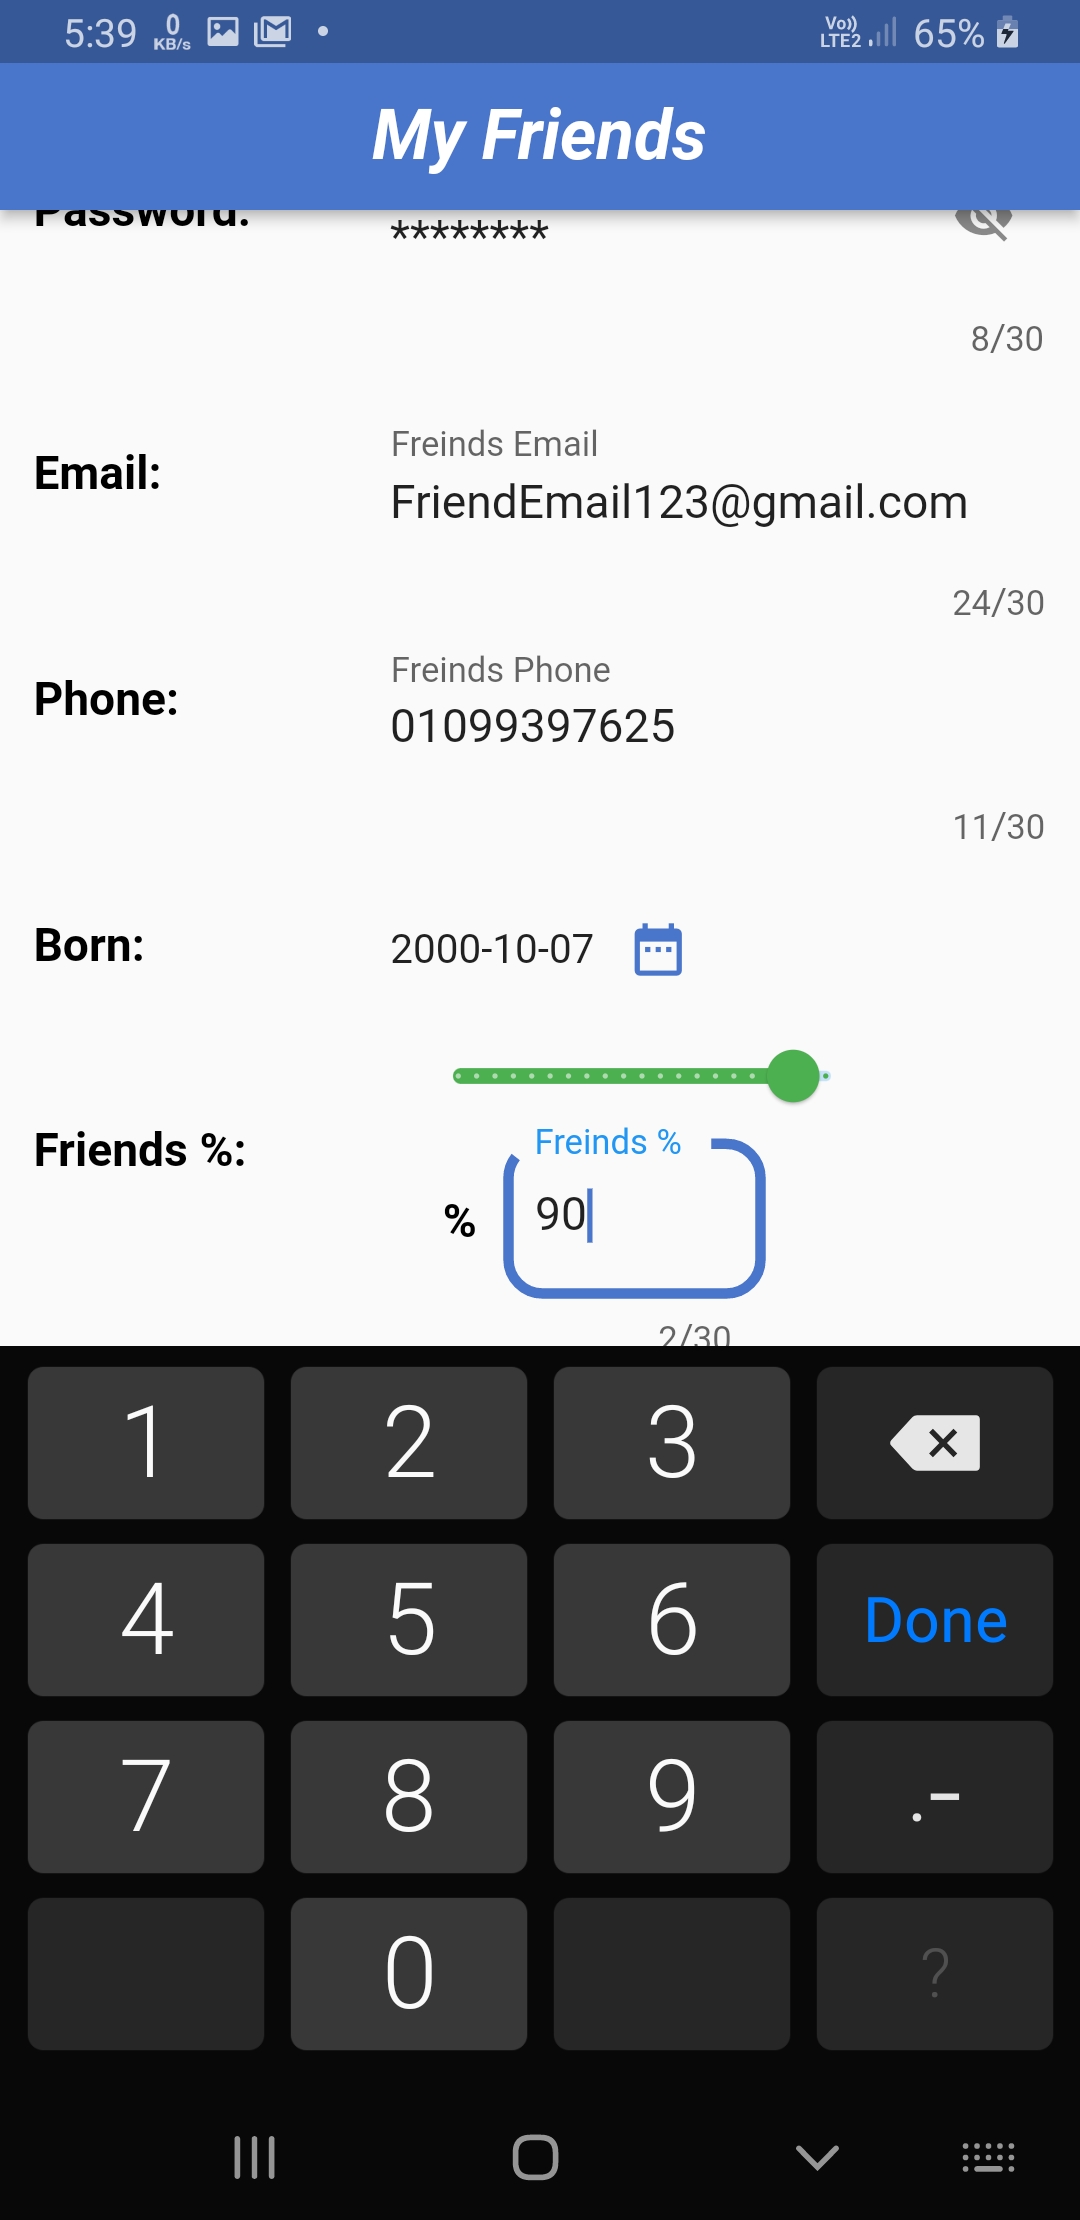 5:39 0 KB/s Vo)) LTE2 65%
My Friends
Password: ********
8/30
Freinds Email
Email: FriendEmail123@gmail.com
24/30
Freinds Phone
Phone: 01099397625
11/30
Born: 2000-10-07
Freinds %
Friends %:
% 90
2/30
1 2 3
4 5 6 Done
7 8 9 .-
0 ?